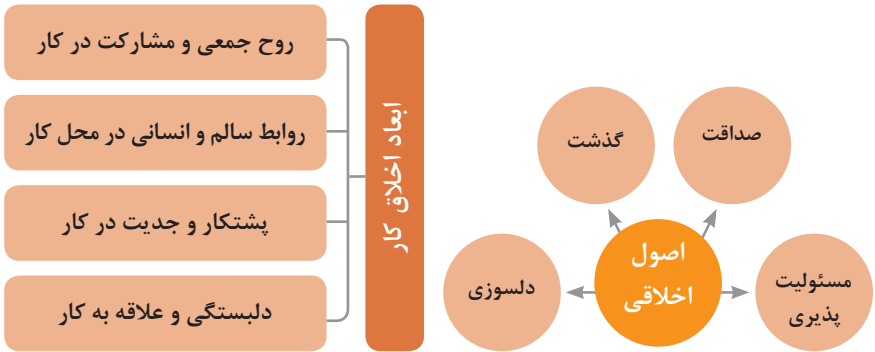 صداقت
گذشت
اصول
اخلاقی
مسئولیت
پذیری
دلسوزی
ابعاد اخلاق کار
روح جمعی و مشارکت در کار
روابط سالم و انسانی در محل کار
پشتکار و جدیت در کار
دلبستگی و علاقه به کار